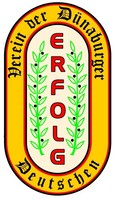 Verein der Dünaburger
ERFOLG
Deutschen